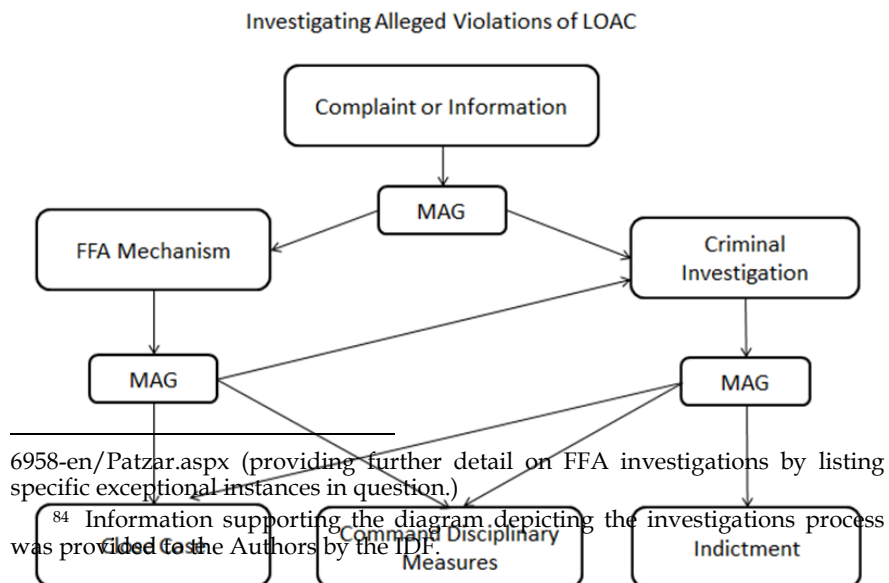 Investigating Alleged Violations of LOAC
Complaint or Information
MAG
FFA Mechanism
Criminal
Investigation
MAG
MAG
6958-en/Patzar.aspx (providing further detail on FFA investigations by listing
specific exceptional instances in question.)
84 Information supporting the diagram depicting the investigations process
was provided to the Authors by the IDF.
Close Case
Command Disciplinary
Measures
Indictment